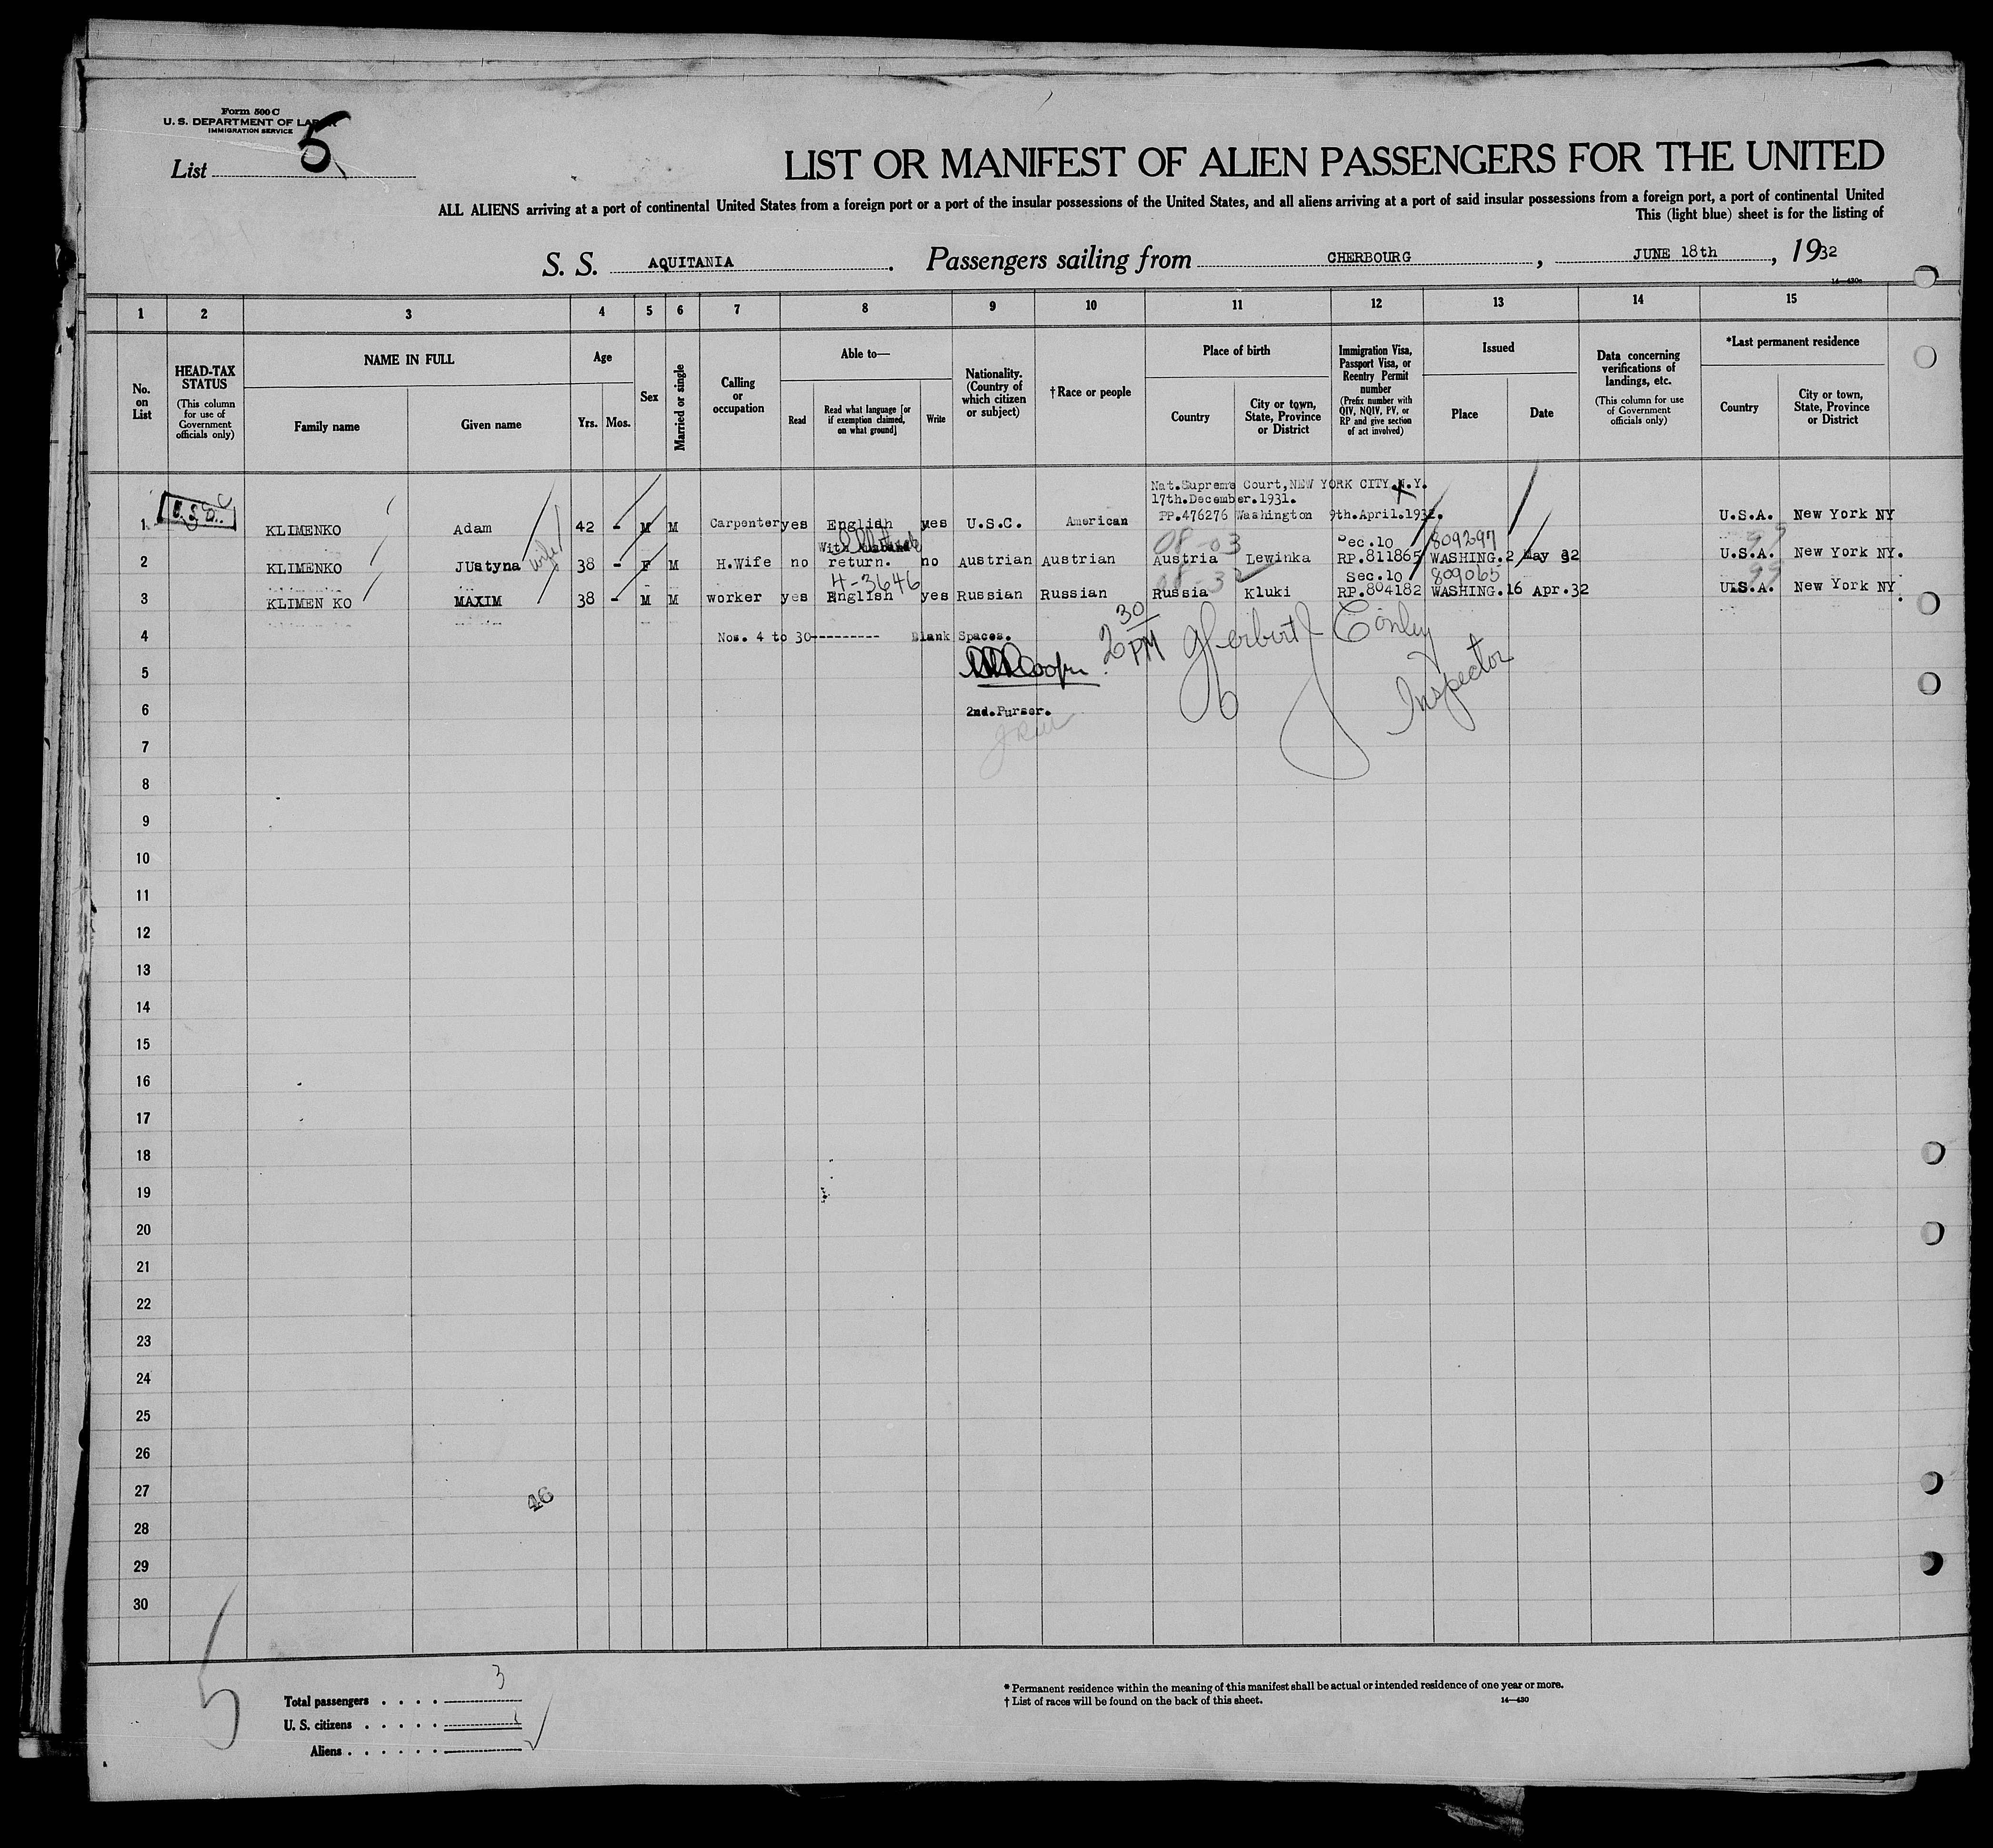 Form 500 C
U. S. DEPARTMENT OF LABOR
IMMIGRATION SERVICE
List 5
LIST OR MANIFEST OF ALIEN PASSENGERS FOR THE UNITED
ALL ALIENS arriving at a port of continental United States from a foreign port or a port of the insular possessions of the United States, and all aliens arriving at a port of said insular possessions from a foreign port, a port of continental United
This (light blue) sheet is for the listing of
S. S. AQUITANIA . Passengers sailing from CHERBOURG , JUNE 18th , 1932
1 2 3 4 5 6 7 8 9 10 11 12 13 14 15
No. on List
HEAD-TAX STATUS (This column for use of Government officials only)
NAME IN FULL
Family name
Given name
Age
Yrs. Mos.
Sex
Married or single
Calling or occupation
Able to—
Read
Read what language [or if exemption claimed, on what ground]
Write
Nationality. (Country of which citizen or subject)
† Race or people
Place of birth
Country
City or town, State, Province or District
Immigration Visa, Passport Visa, or Reentry Permit number (Prefix number with QIV, NQIV, PV, or RP and give section of act involved)
Issued
Place
Date
Data concerning verifications of landings, etc. (This column for use of Government officials only)
*Last permanent residence
Country
City or town, State, Province or District
Nat.Supreme Court, NEW YORK CITY.N.Y.
17th.December.1931.
1 KLIMENKO Adam 42 - M M Carpenter yes English yes U.S.C. American PP.476276 Washington 9th.April.1932. U.S.A. New York NY
With husband 08-03 Sec.10 809297
2 KLIMENKO JUstyna wife 38 - F M H.Wife no return. no Austrian Austrian Austria Lewinka RP.811865 WASHING. 2 May 32 U.S.A. New York NY.
4-3646 Sec.10 809065
3 KLIMEN KO MAXIM 38 - M M worker yes English yes Russian Russian Russia Kluki RP.804182 WASHING. 16 Apr.32 U.S.A. New York NY.
4 Nos. 4 to 30--------- Blank Spaces. 2 30 PM Herbert J Conley
Inspector
5
6 2nd.Purser.
7
8
9
10
11
12
13
14
15
16
17
18
19
20
21
22
23
24
25
26
27
46
28
29
30
5
Total passengers . . . . 3
U. S. citizens . . . . .
Aliens . . . . . .
* Permanent residence within the meaning of this manifest shall be actual or intended residence of one year or more.
† List of races will be found on the back of this sheet. 14—430